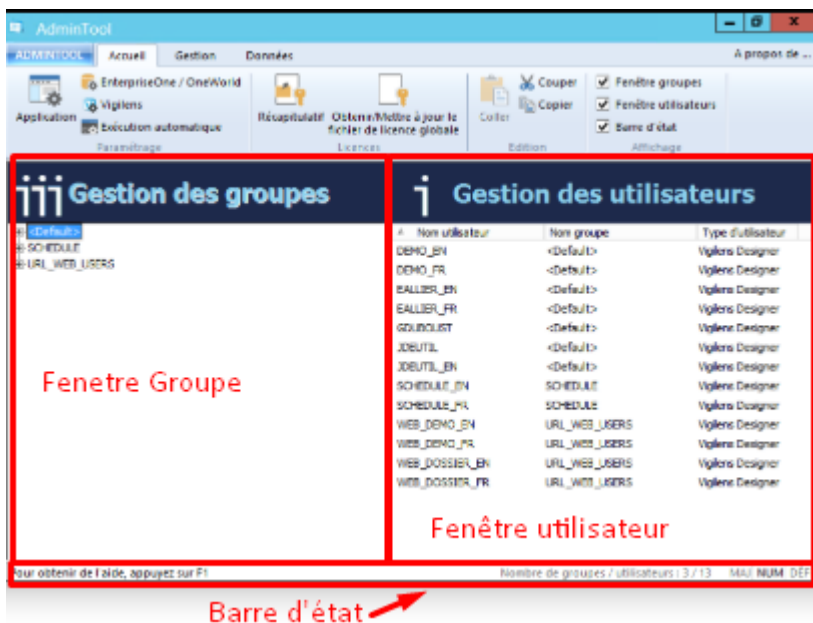 AdminTool
ADMINTOOL Accueil Gestion Données A propos de ...
Application
EnterpriseOne / OneWorld
Vigilens
Exécution automatique
Paramétrage
Récapitulatif
Obtenir/Mettre à jour le
fichier de licence globale
Licences
Coller
Couper
Copier
Edition
Fenêtre groupes
Fenêtre utilisateurs
Barre d'état
Affichage
Gestion des groupes
<Default>
SCHEDULE
URL_WEB_USERS
Fenetre Groupe
Gestion des utilisateurs
Nom utilisateur Nom groupe Type d'utilisateur
DEMO_EN <Default> Vigilens Designer
DEMO_FR <Default> Vigilens Designer
EALLIER_EN <Default> Vigilens Designer
EALLIER_FR <Default> Vigilens Designer
<Default> Vigilens Designer
JDEUTIL <Default> Vigilens Designer
JDEUTIL_EN <Default> Vigilens Designer
SCHEDULE_EN SCHEDULE Vigilens Designer
SCHEDULE_FR SCHEDULE Vigilens Designer
WEB_DEMO_EN URL_WEB_USERS Vigilens Designer
WEB_DEMO_FR URL_WEB_USERS Vigilens Designer
WEB_DOSSIER_EN URL_WEB_USERS Vigilens Designer
WEB_DOSSIER_FR URL_WEB_USERS Vigilens Designer
Fenêtre utilisateur
Pour obtenir de l'aide, appuyez sur F1 Nombre de groupes / utilisateurs : 3 / 13 MAJ NUM DÉF
Barre d'état